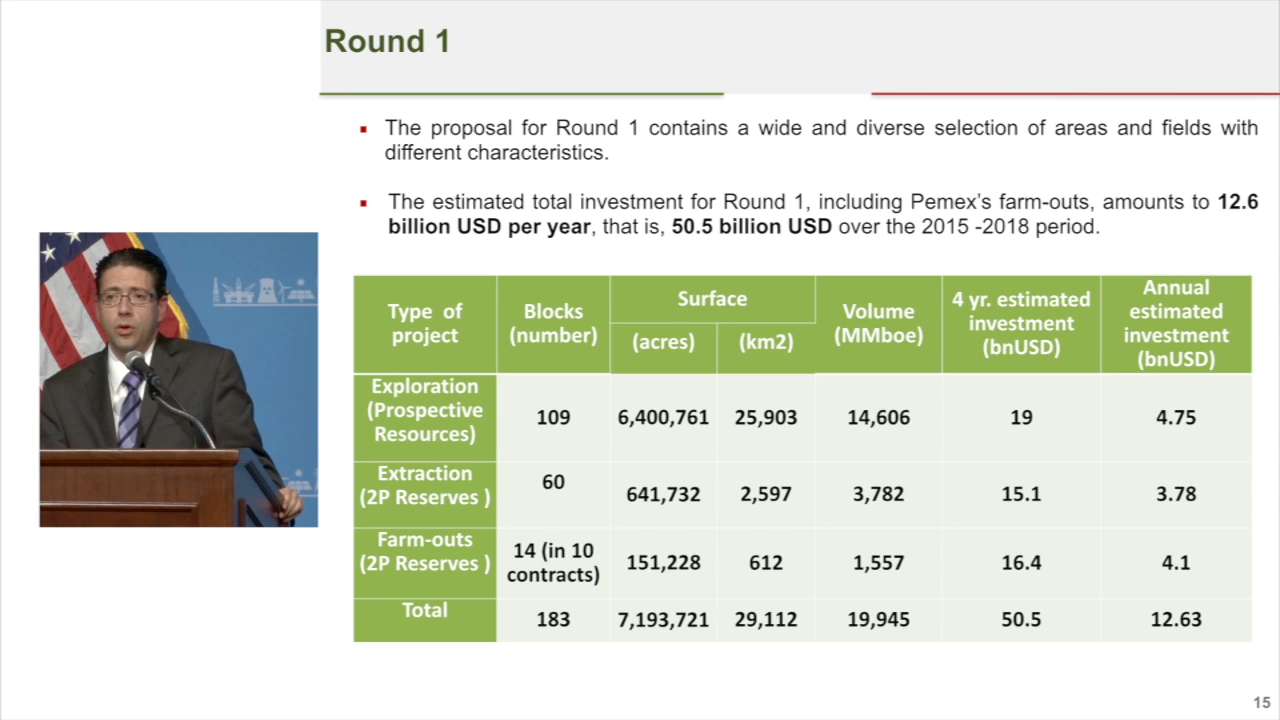 Round 1
▪ The proposal for Round 1 contains a wide and diverse selection of areas and fields with
different characteristics.
▪ The estimated total investment for Round 1, including Pemex’s farm-outs, amounts to 12.6
billion USD per year, that is, 50.5 billion USD over the 2015 -2018 period.
Type of
project
Blocks
(number)
Surface
(acres)
(km2)
Volume
(MMboe)
4 yr. estimated
investment
(bnUSD)
Annual
estimated
investment
(bnUSD)
Exploration
(Prospective
Resources)
109
6,400,761
25,903
14,606
19
4.75
Extraction
(2P Reserves )
60
641,732
2,597
3,782
15.1
3.78
Farm-outs
(2P Reserves )
14 (in 10
contracts)
151,228
612
1,557
16.4
4.1
Total
183
7,193,721
29,112
19,945
50.5
12.63
15